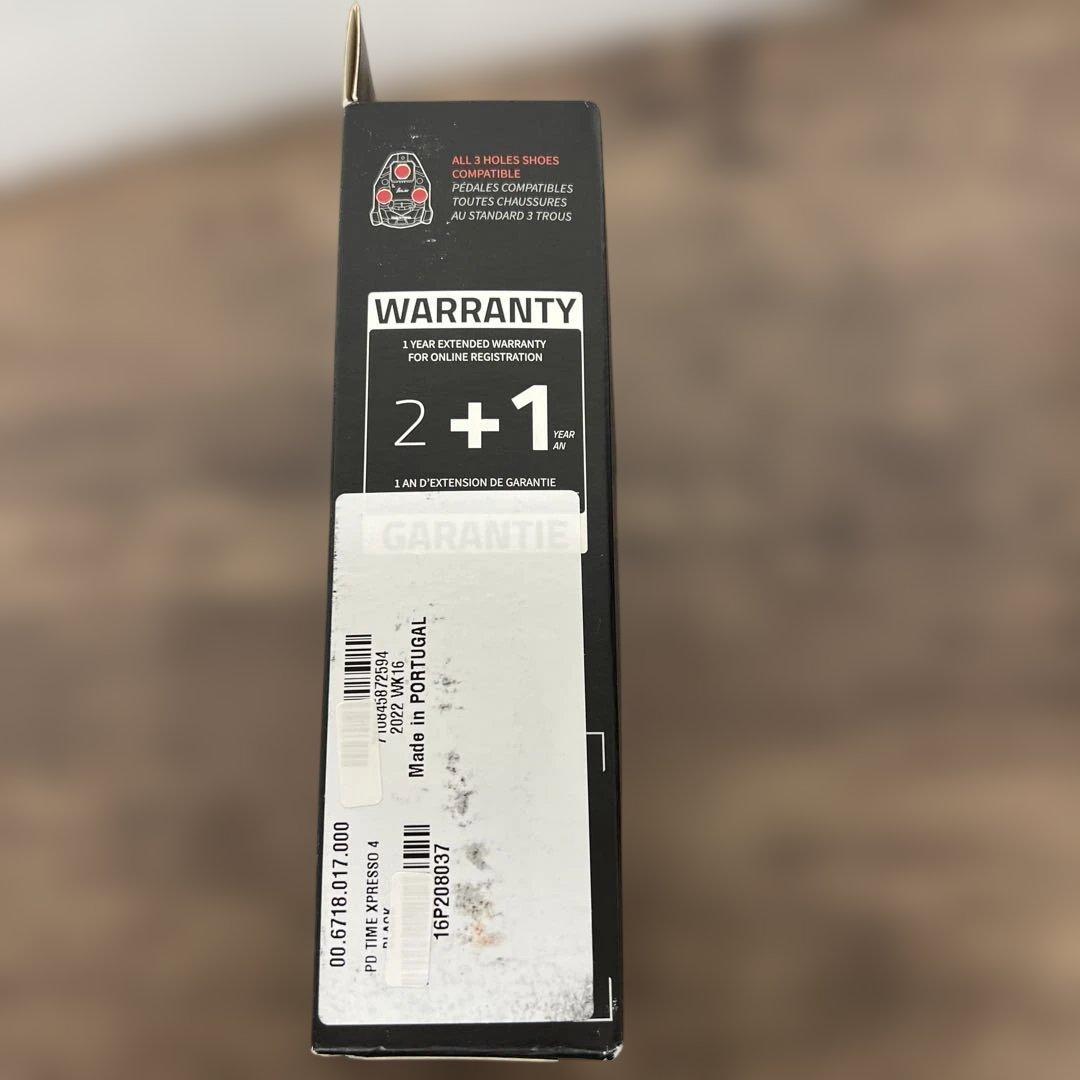 ALL 3 HOLES SHOES
COMPATIBLE
PÉDALES COMPATIBLES
TOUTES CHAUSSURES
AU STANDARD 3 TROUS
WARRANTY
1 YEAR EXTENDED WARRANTY
FOR ONLINE REGISTRATION
2 +1 YEAR
AN
1 AN D'EXTENSION DE GARANTIE
GARANTIE
710845872594
2022 WK16
Made in PORTUGAL
00.6718.017.000
PD TIME XPRESSO 4
BLACK
16P208037